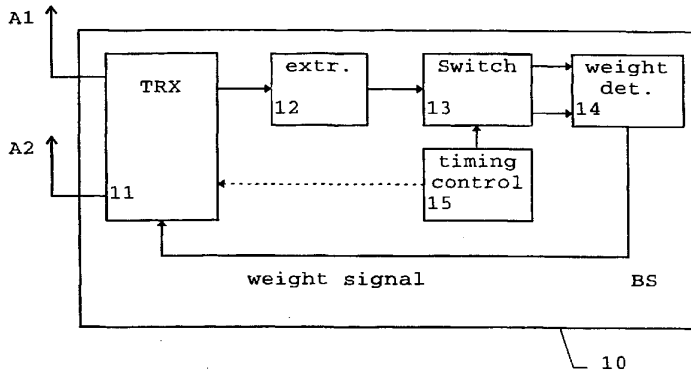 A1
A2
TRX
11
extr.
12
Switch
13
weight
det.
14
timing
control
15
weight signal
BS
10